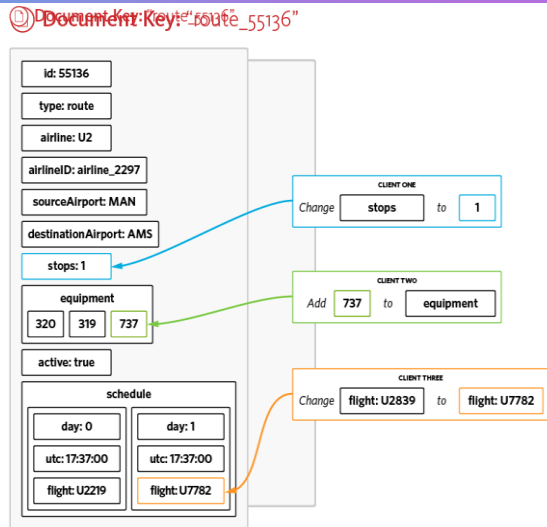 Document Key: “route_55136”
Document Key: “route_55136”
id: 55136
type: route
airline: U2
airlineID: airline_2297
sourceAirport: MAN
destinationAirport: AMS
stops: 1
equipment
320 319 737
active: true
schedule
day: 0 day: 1
utc: 17:37:00 utc: 17:37:00
flight: U2219 flight: U7782
CLIENT ONE
Change stops to 1
CLIENT TWO
Add 737 to equipment
CLIENT THREE
Change flight: U2839 to flight: U7782